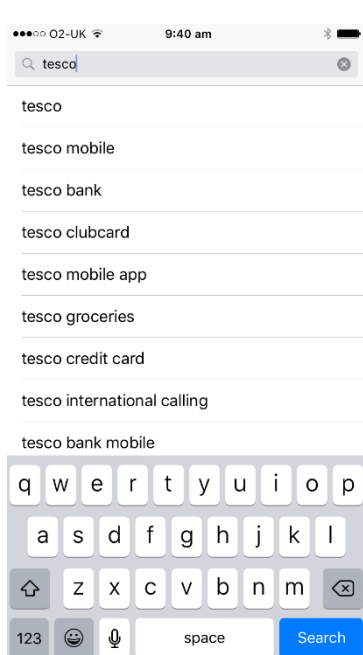 O2-UK 9:40 am
tesco
tesco
tesco mobile
tesco bank
tesco clubcard
tesco mobile app
tesco groceries
tesco credit card
tesco international calling
tesco bank mobile
q w e r t y u i o p
a s d f g h j k l
z x c v b n m
123 space Search